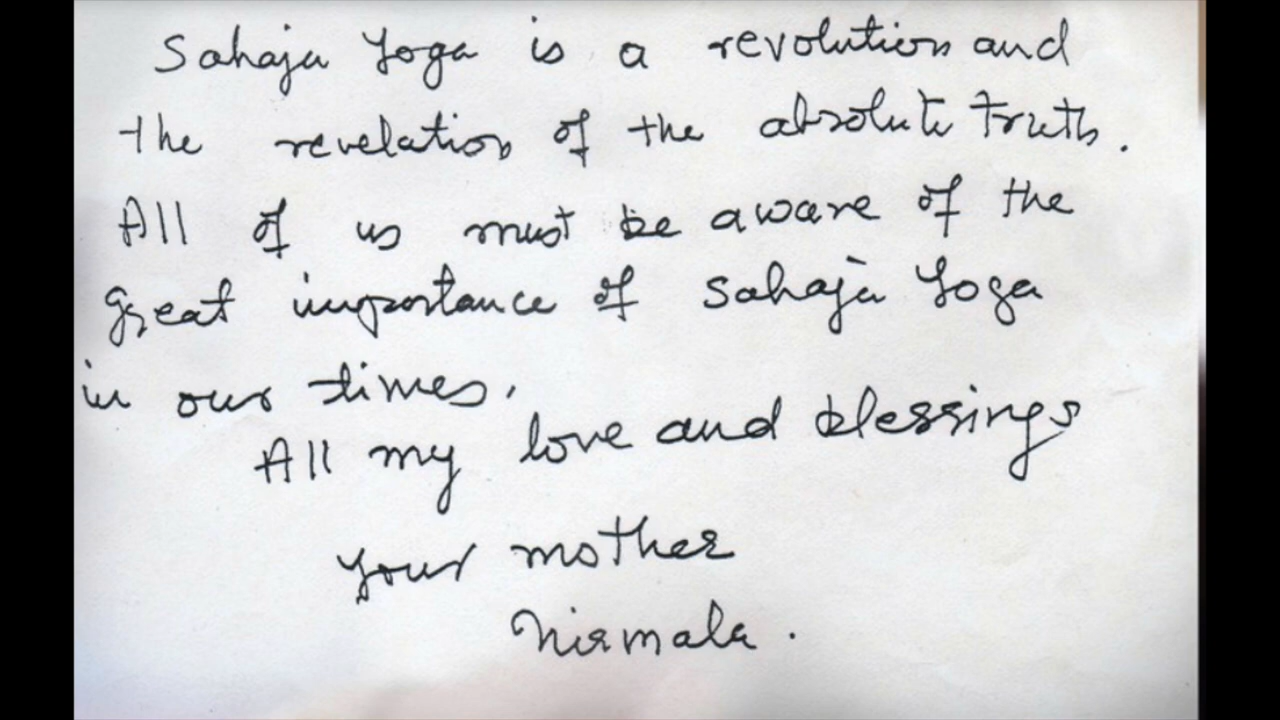 Sahaja Yoga is a revolution and
the revelation of the absolute truth.
All of us must be aware of the
great importance of Sahaja Yoga
in our times.
All my love and blessings
Your mother
Nirmala.